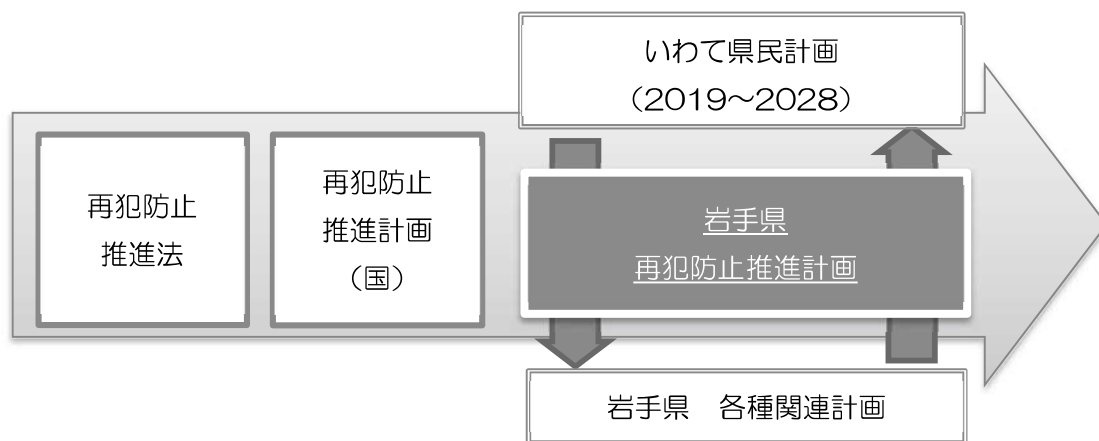 いわて県民計画
（2019～2028）
再犯防止
推進法
再犯防止
推進計画
（国）
岩手県
再犯防止推進計画
岩手県　各種関連計画